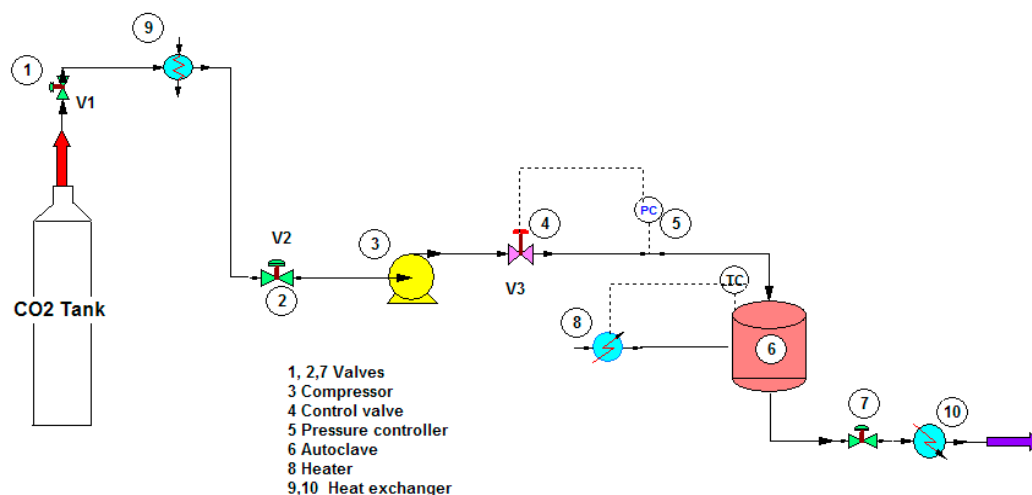 9
1
V1
CO2 Tank
V2
2
3
4
V3
PC
5
TC
8
6
7
10
1, 2,7 Valves
3 Compressor
4 Control valve
5 Pressure controller
6 Autoclave
8 Heater
9,10 Heat exchanger